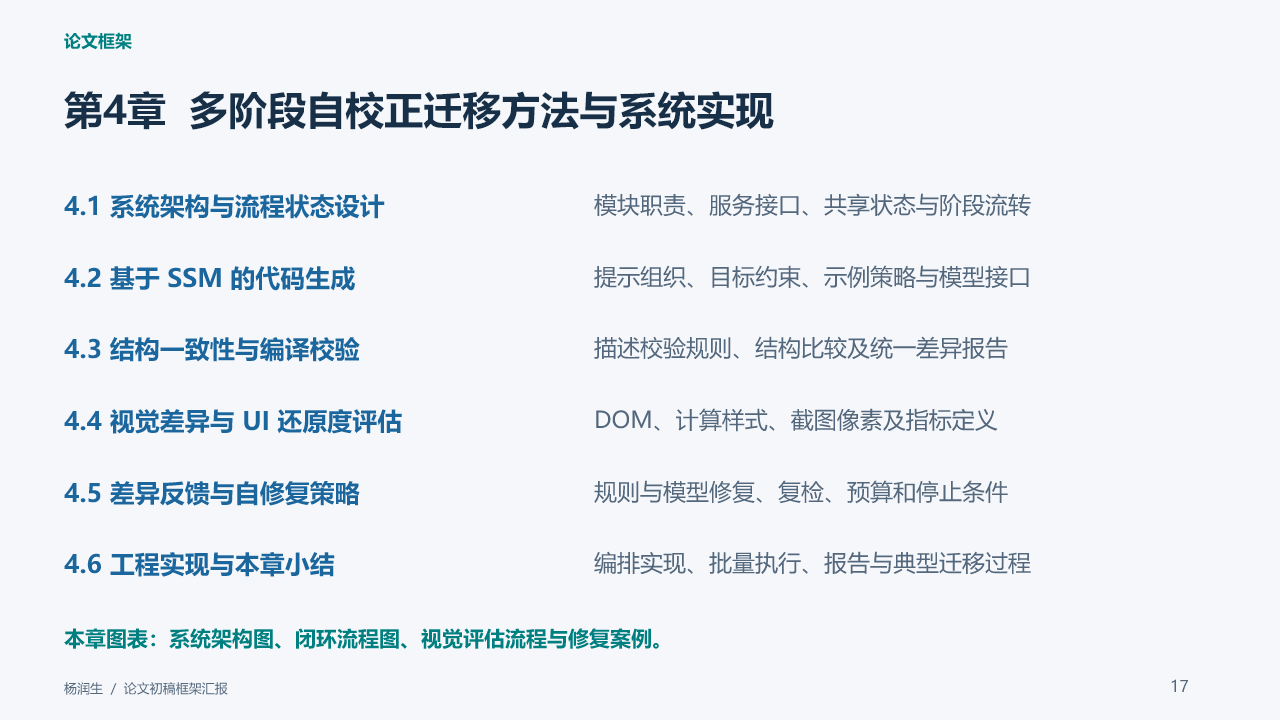 论文框架
第4章 多阶段自校正迁移方法与系统实现
4.1 系统架构与流程状态设计 模块职责、服务接口、共享状态与阶段流转
4.2 基于 SSM 的代码生成 提示组织、目标约束、示例策略与模型接口
4.3 结构一致性与编译校验 描述校验规则、结构比较及统一差异报告
4.4 视觉差异与 UI 还原度评估 DOM、计算样式、截图像素及指标定义
4.5 差异反馈与自修复策略 规则与模型修复、复检、预算和停止条件
4.6 工程实现与本章小结 编排实现、批量执行、报告与典型迁移过程
本章图表：系统架构图、闭环流程图、视觉评估流程与修复案例。
杨润生 / 论文初稿框架汇报 17